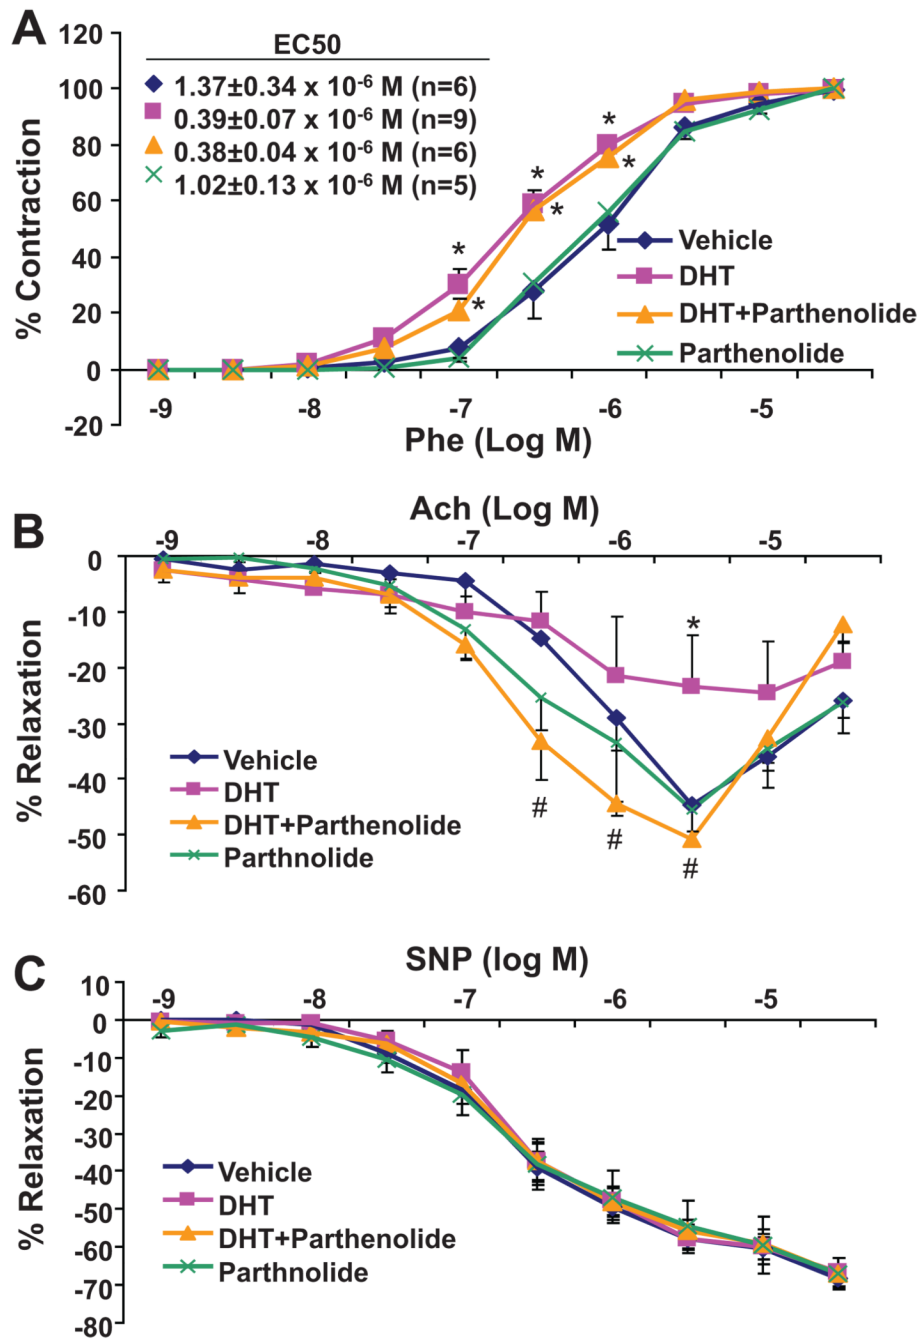 A
120
100
80
60
40
20
0
-20
% Contraction
EC50
1.37±0.34 x 10⁻⁶ M (n=6)
0.39±0.07 x 10⁻⁶ M (n=9)
0.38±0.04 x 10⁻⁶ M (n=6)
1.02±0.13 x 10⁻⁶ M (n=5)
* * *
* * *
Vehicle
DHT
DHT+Parthenolide
Parthenolide
-9 -8 -7 -6 -5
Phe (Log M)
B
Ach (Log M)
-9 -8 -7 -6 -5
0
-10
-20
-30
-40
-50
-60
% Relaxation
*
# # #
Vehicle
DHT
DHT+Parthenolide
Parthnolide
C
SNP (log M)
-9 -8 -7 -6 -5
10
0
-10
-20
-30
-40
-50
-60
-70
-80
% Relaxation
Vehicle
DHT
DHT+Parthenolide
Parthnolide